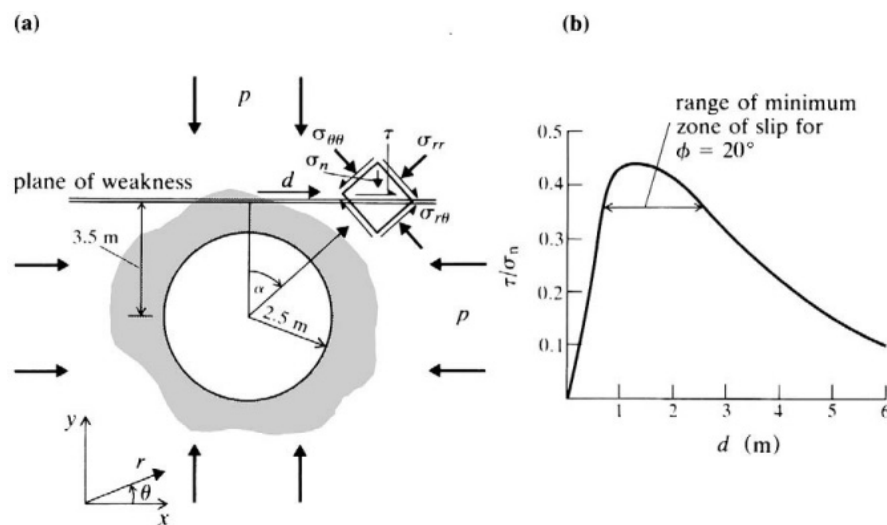 (a)
p
σθθ
τ
σrr
σn
plane of weakness
d
σrθ
3.5 m
α
2.5 m
p
y
r
θ
x
(b)
range of minimum
zone of slip for
ϕ = 20°
0.5
0.4
0.3
0.2
0.1
τ/σn
1 2 3 4 5 6
d (m)